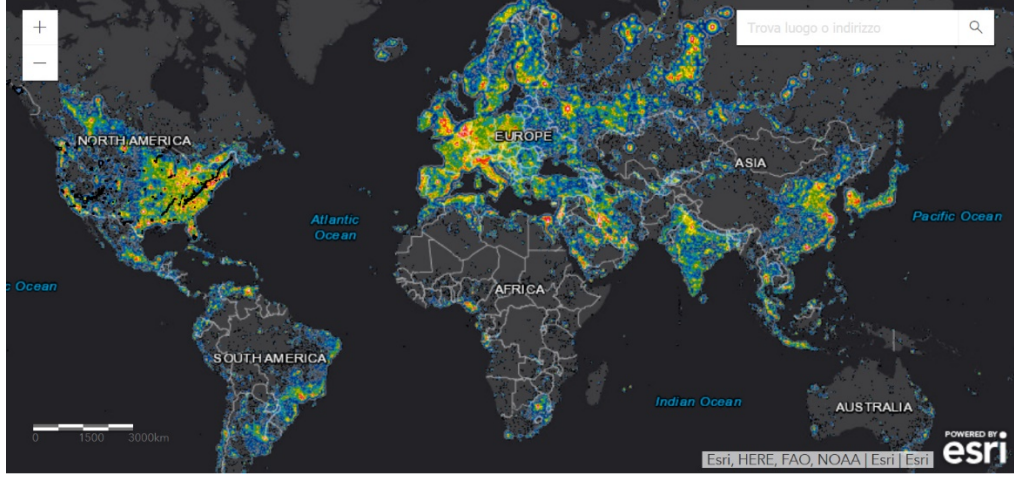 +
Trova luogo o indirizzo
−
NORTH AMERICA
EUROPE
ASIA
Atlantic
Ocean
Pacific Ocean
c Ocean
AFRICA
SOUTH AMERICA
Indian Ocean
AUSTRALIA
0 1500 3000km
POWERED BY
esri
Esri, HERE, FAO, NOAA | Esri | Esri